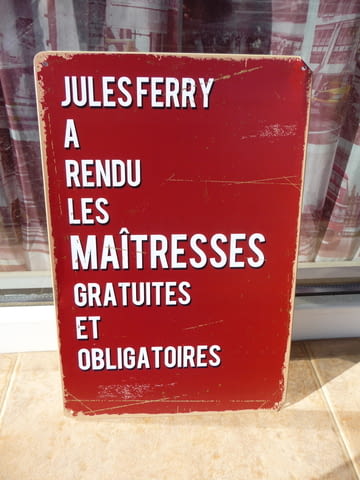 JULES FERRY
A
RENDU
LES
MAÎTRESSES
GRATUITES
ET
OBLIGATOIRES